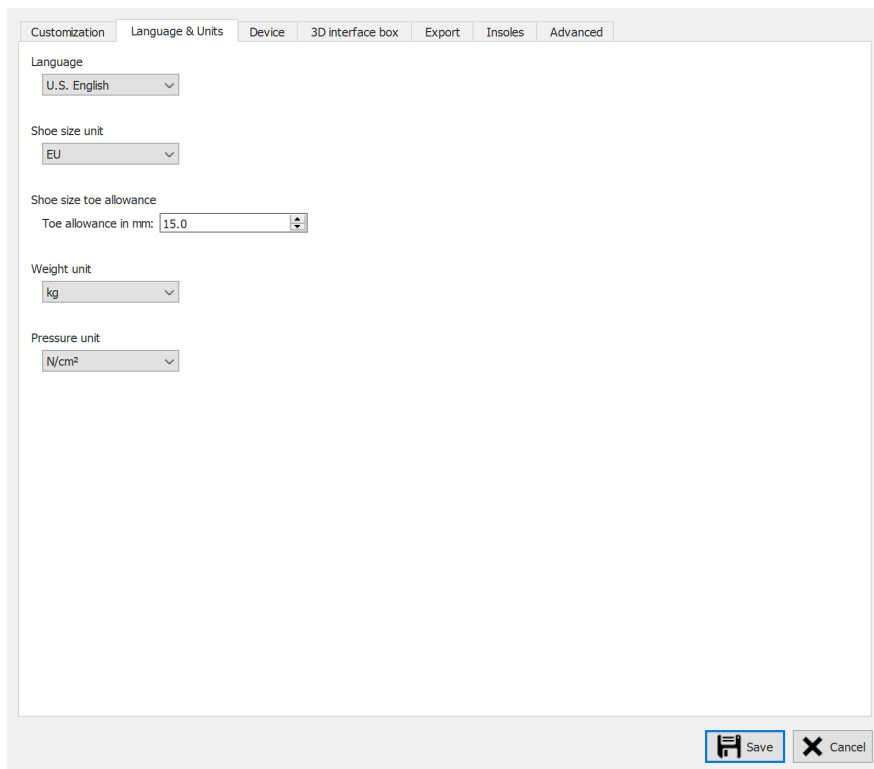 Customization Language & Units Device 3D interface box Export Insoles Advanced
Language
U.S. English
Shoe size unit
EU
Shoe size toe allowance
Toe allowance in mm: 15.0
Weight unit
kg
Pressure unit
N/cm²
Save Cancel